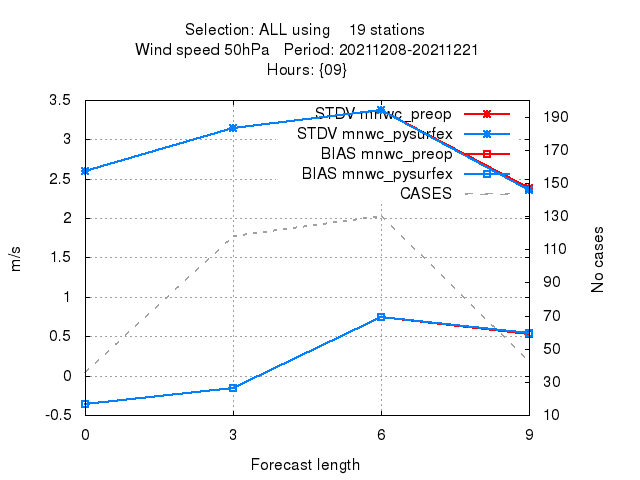 Selection: ALL using 19 stations
Wind speed 50hPa Period: 20211208-20211221
Hours: {09}
STDV mnwc_preop
STDV mnwc_pysurfex
BIAS mnwc_preop
BIAS mnwc_pysurfex
CASES
3.5
3
2.5
2
1.5
1
0.5
0
-0.5
m/s
190
170
150
130
110
90
70
50
30
10
No cases
0 3 6 9
Forecast length